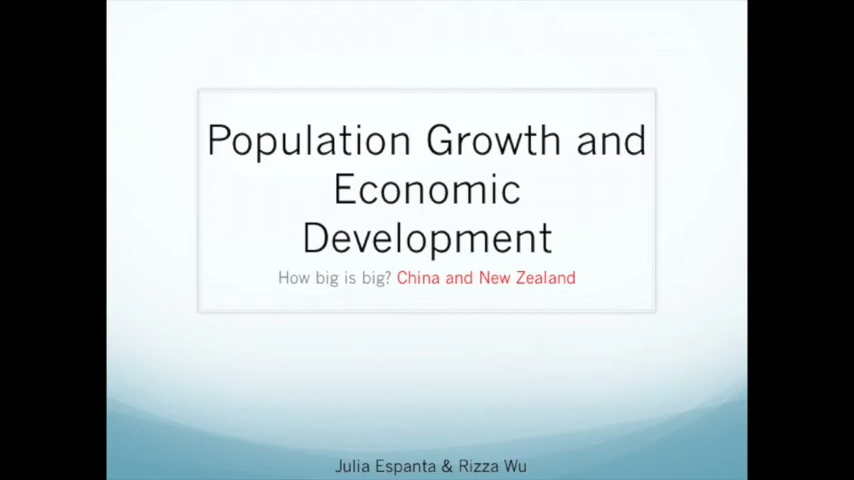 Population Growth and
Economic
Development
How big is big? China and New Zealand
Julia Espanta & Rizza Wu